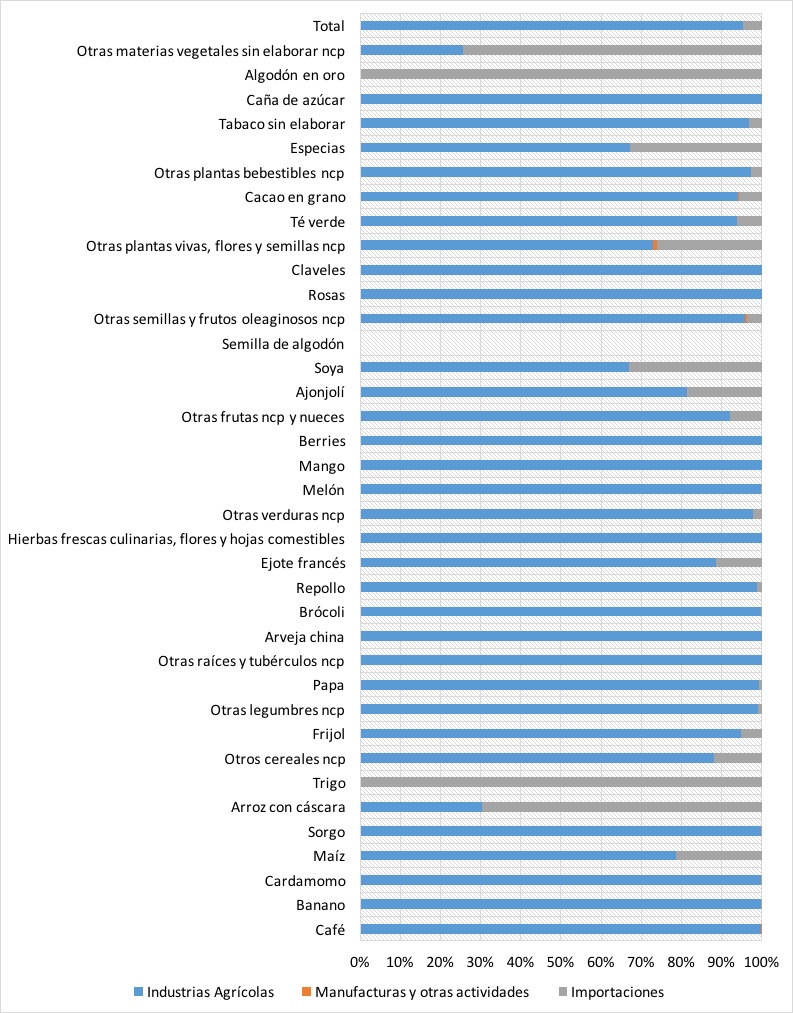 Total
Otras materias vegetales sin elaborar ncp
Algodón en oro
Caña de azúcar
Tabaco sin elaborar
Especias
Otras plantas bebestibles ncp
Cacao en grano
Té verde
Otras plantas vivas, flores y semillas ncp
Claveles
Rosas
Otras semillas y frutos oleaginosos ncp
Semilla de algodón
Soya
Ajonjolí
Otras frutas ncp y nueces
Berries
Mango
Melón
Otras verduras ncp
Hierbas frescas culinarias, flores y hojas comestibles
Ejote francés
Repollo
Brócoli
Arveja china
Otras raíces y tubérculos ncp
Papa
Otras legumbres ncp
Frijol
Otros cereales ncp
Trigo
Arroz con cáscara
Sorgo
Maíz
Cardamomo
Banano
Café
0% 10% 20% 30% 40% 50% 60% 70% 80% 90% 100%
Industrias Agrícolas Manufacturas y otras actividades Importaciones